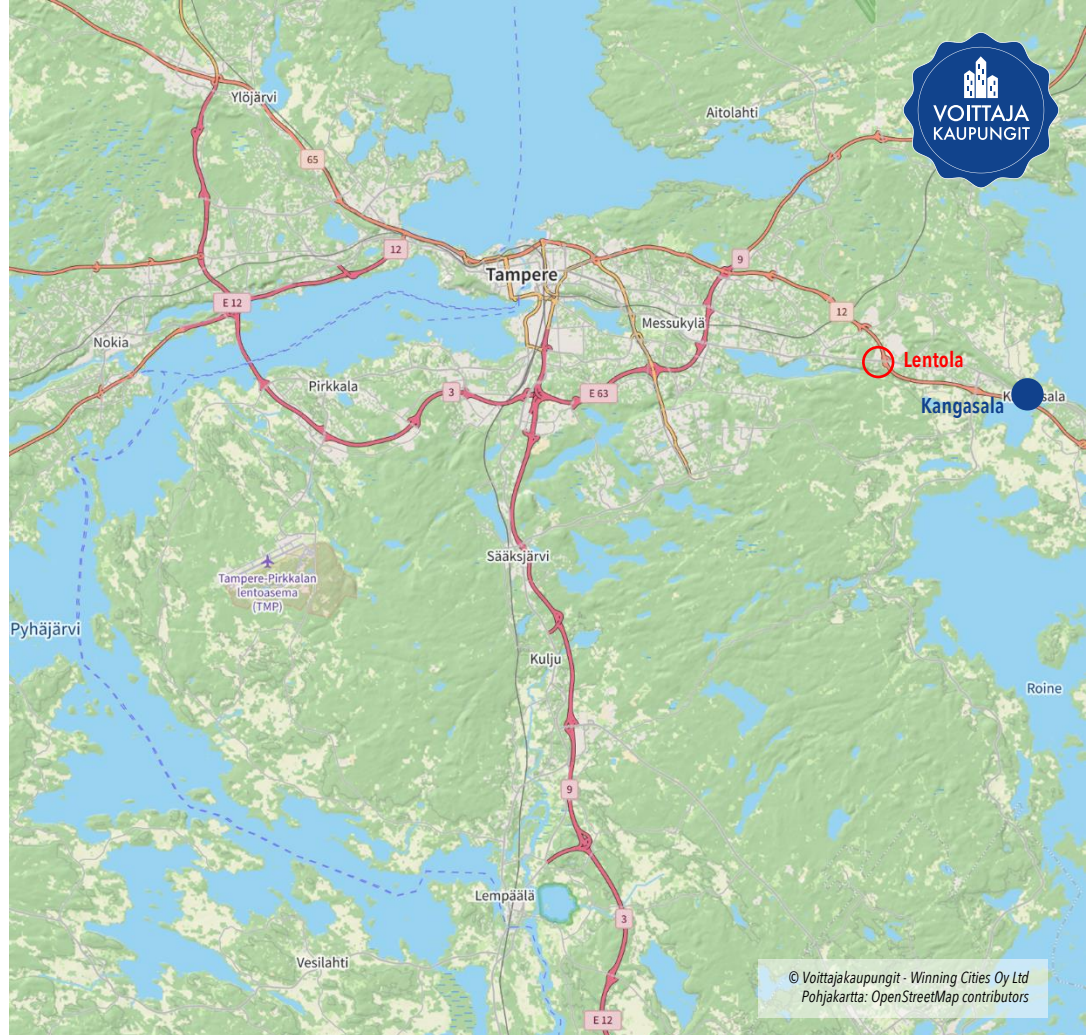 VOITTAJA
KAUPUNGIT
Ylöjärvi
Aitolahti
65
12
9
Tampere
E 12
12
Messukylä
Nokia
Lentola
Pirkkala
3
E 63
Kangasala
Sääksjärvi
Tampere-Pirkkalan
lentoasema
(TMP)
Pyhäjärvi
Kulju
Roine
9
Lempäälä
3
Vesilahti
© Voittajakaupungit - Winning Cities Oy Ltd
Pohjakartta: OpenStreetMap contributors
E 12